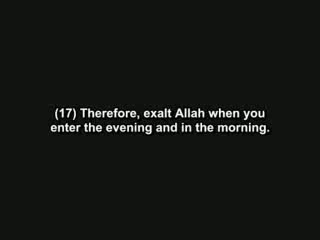 (17) Therefore, exalt Allah when you
enter the evening and in the morning.